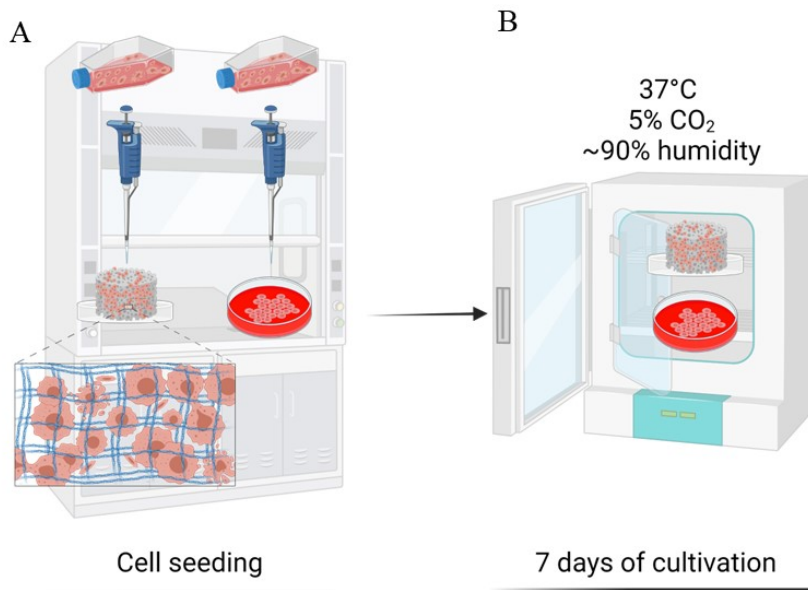 A
B
37°C
5% CO₂
~90% humidity
Cell seeding
7 days of cultivation